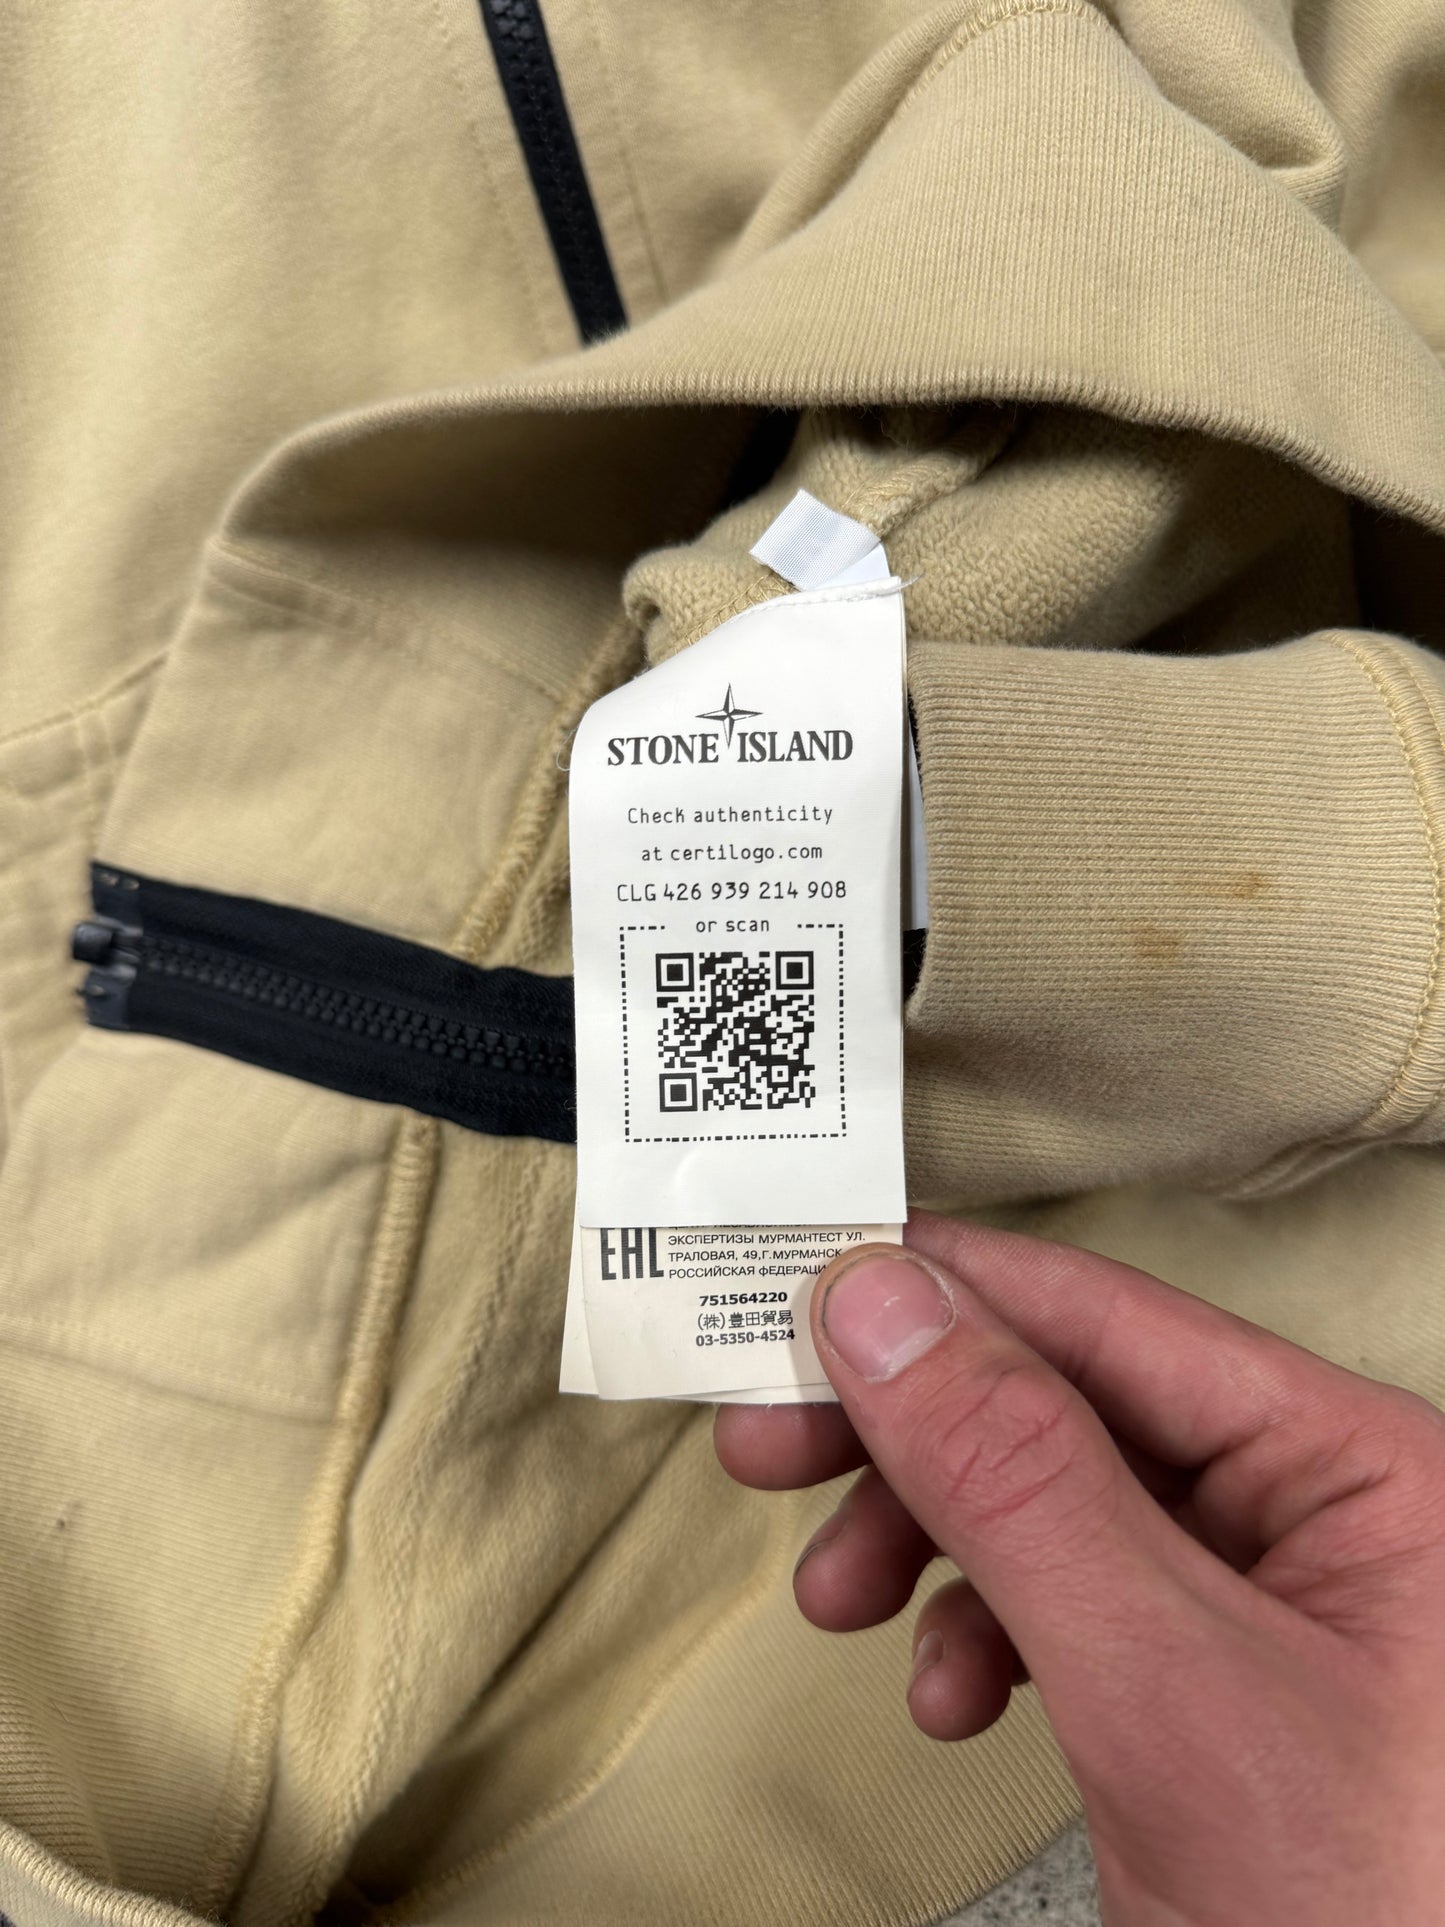 STONE ISLAND
Check authenticity
at certilogo.com
CLG 426 939 214 908
or scan
EAC
ЭКСПЕРТИЗЫ МУРМАНТЕСТ УЛ.
ТРАЛОВАЯ, 49,Г.МУРМАНСК
РОССИЙСКАЯ ФЕДЕРАЦИ
751564220
(株)豊田貿易
03-5350-4524